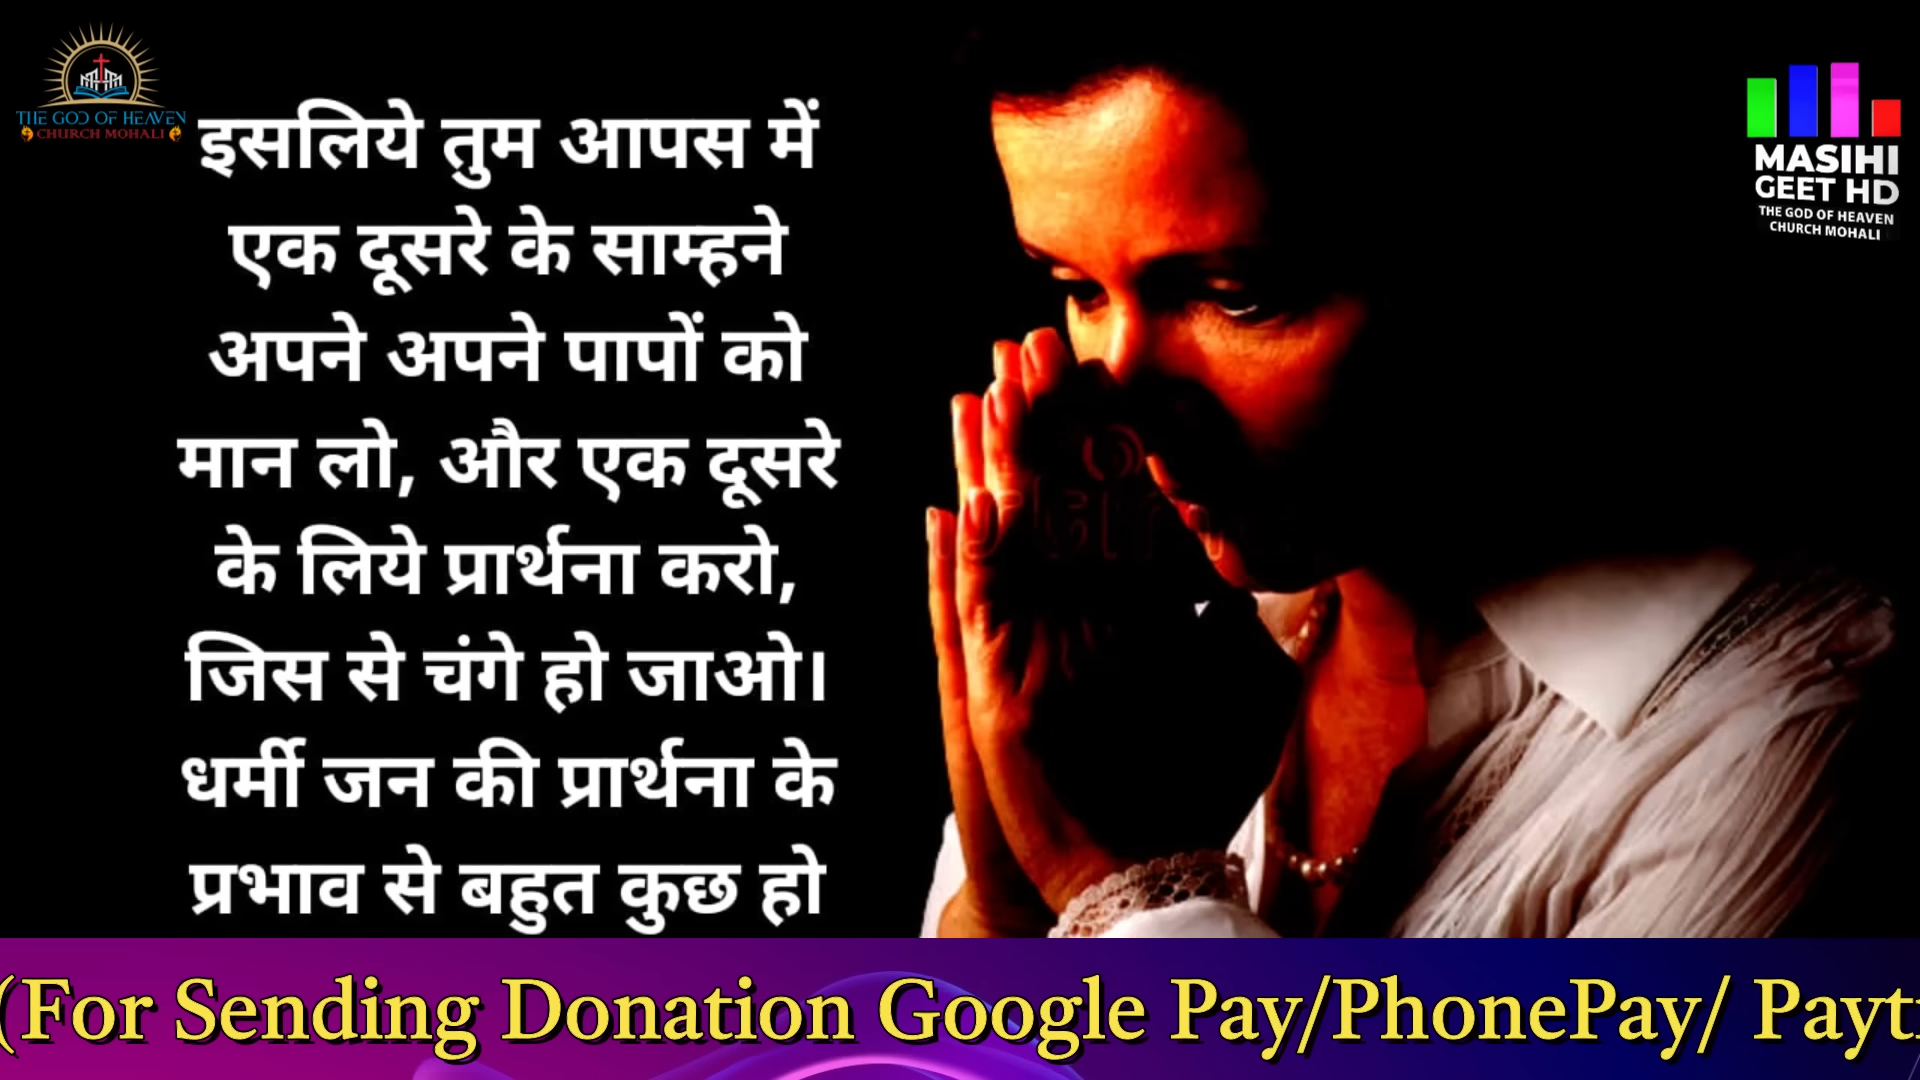 THE GOD OF HEAVEN
CHURCH MOHALI
इसलिये तुम आपस में
एक दूसरे के साम्हने
अपने अपने पापों को
मान लो, और एक दूसरे
के लिये प्रार्थना करो,
जिस से चंगे हो जाओ।
धर्मी जन की प्रार्थना के
प्रभाव से बहुत कुछ हो
MASIHI
GEET HD
THE GOD OF HEAVEN
CHURCH MOHALI
(For Sending Donation Google Pay/PhonePay/